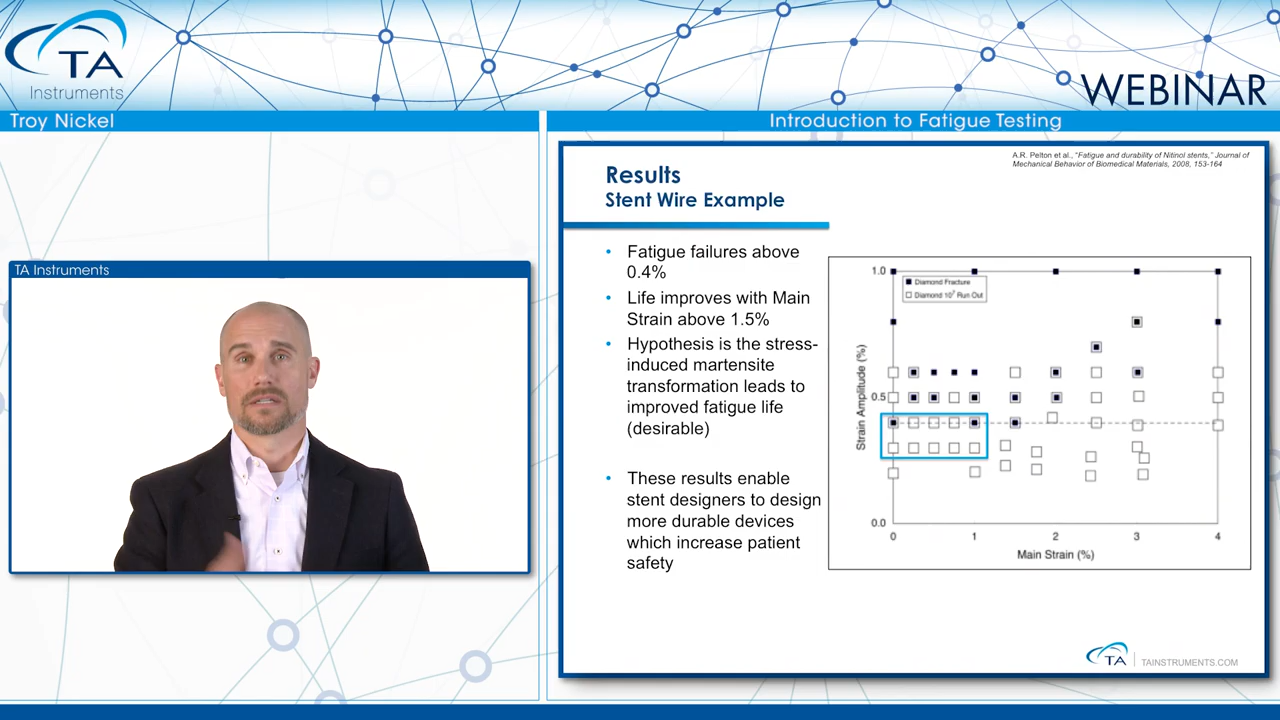 TA
Instruments
WEBINAR
Troy Nickel
Introduction to Fatigue Testing
TA Instruments
A.R. Pelton et al., "Fatigue and durability of Nitinol stents," Journal of
Mechanical Behavior of Biomedical Materials, 2008, 153-164
Results
Stent Wire Example
• Fatigue failures above
0.4%
• Life improves with Main
Strain above 1.5%
• Hypothesis is the stress-
induced martensite
transformation leads to
improved fatigue life
(desirable)
• These results enable
stent designers to design
more durable devices
which increase patient
safety
Diamond Fracture
Diamond 10⁷ Run Out
Strain Amplitude (%)
1.0
0.5
0.0
0 1 2 3 4
Main Strain (%)
TA TAINSTRUMENTS.COM